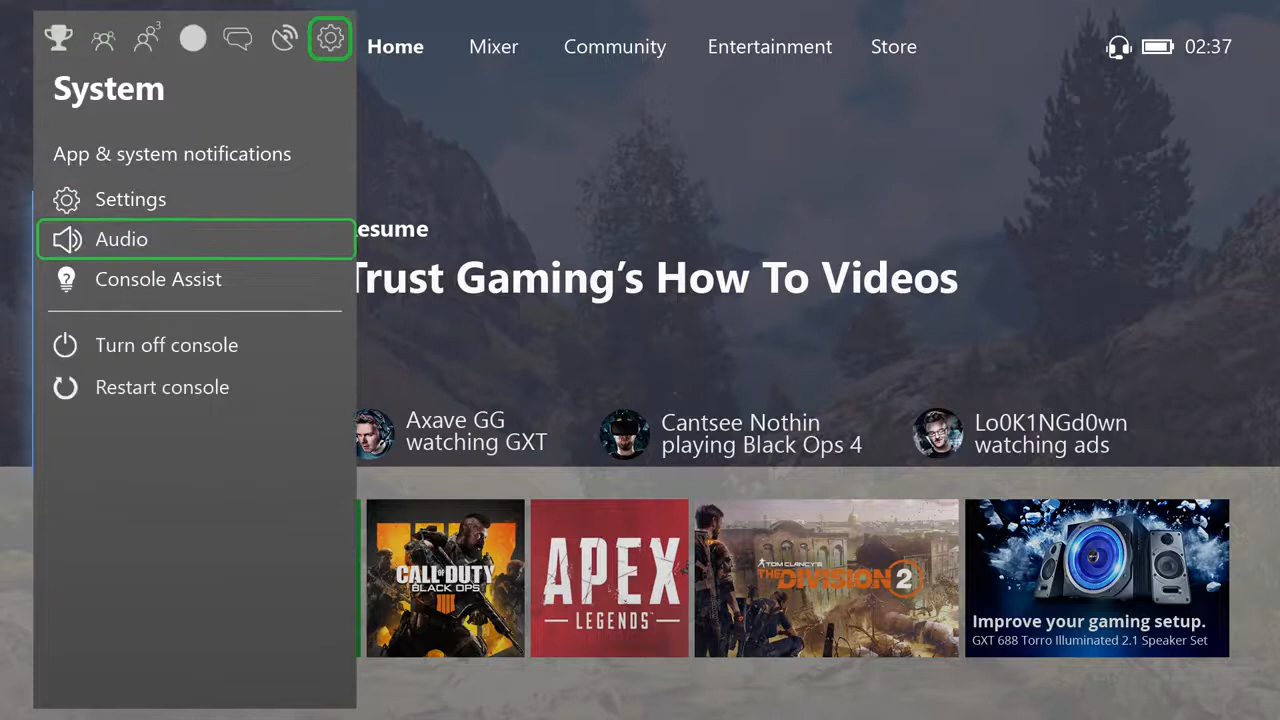 3
Home
Mixer
Community
Entertainment
Store
02:37
System
App & system notifications
Settings
Audio
Console Assist
Turn off console
Restart console
esume
Trust Gaming’s How To Videos
Axave GG
watching GXT
Cantsee Nothin
playing Black Ops 4
Lo0K1NGd0wn
watching ads
CALL OF DUTY
BLACK OPS
IIII
APEX
LEGENDS
TOM CLANCY'S
THE DIVISION 2
Improve your gaming setup.
GXT 688 Torro Illuminated 2.1 Speaker Set